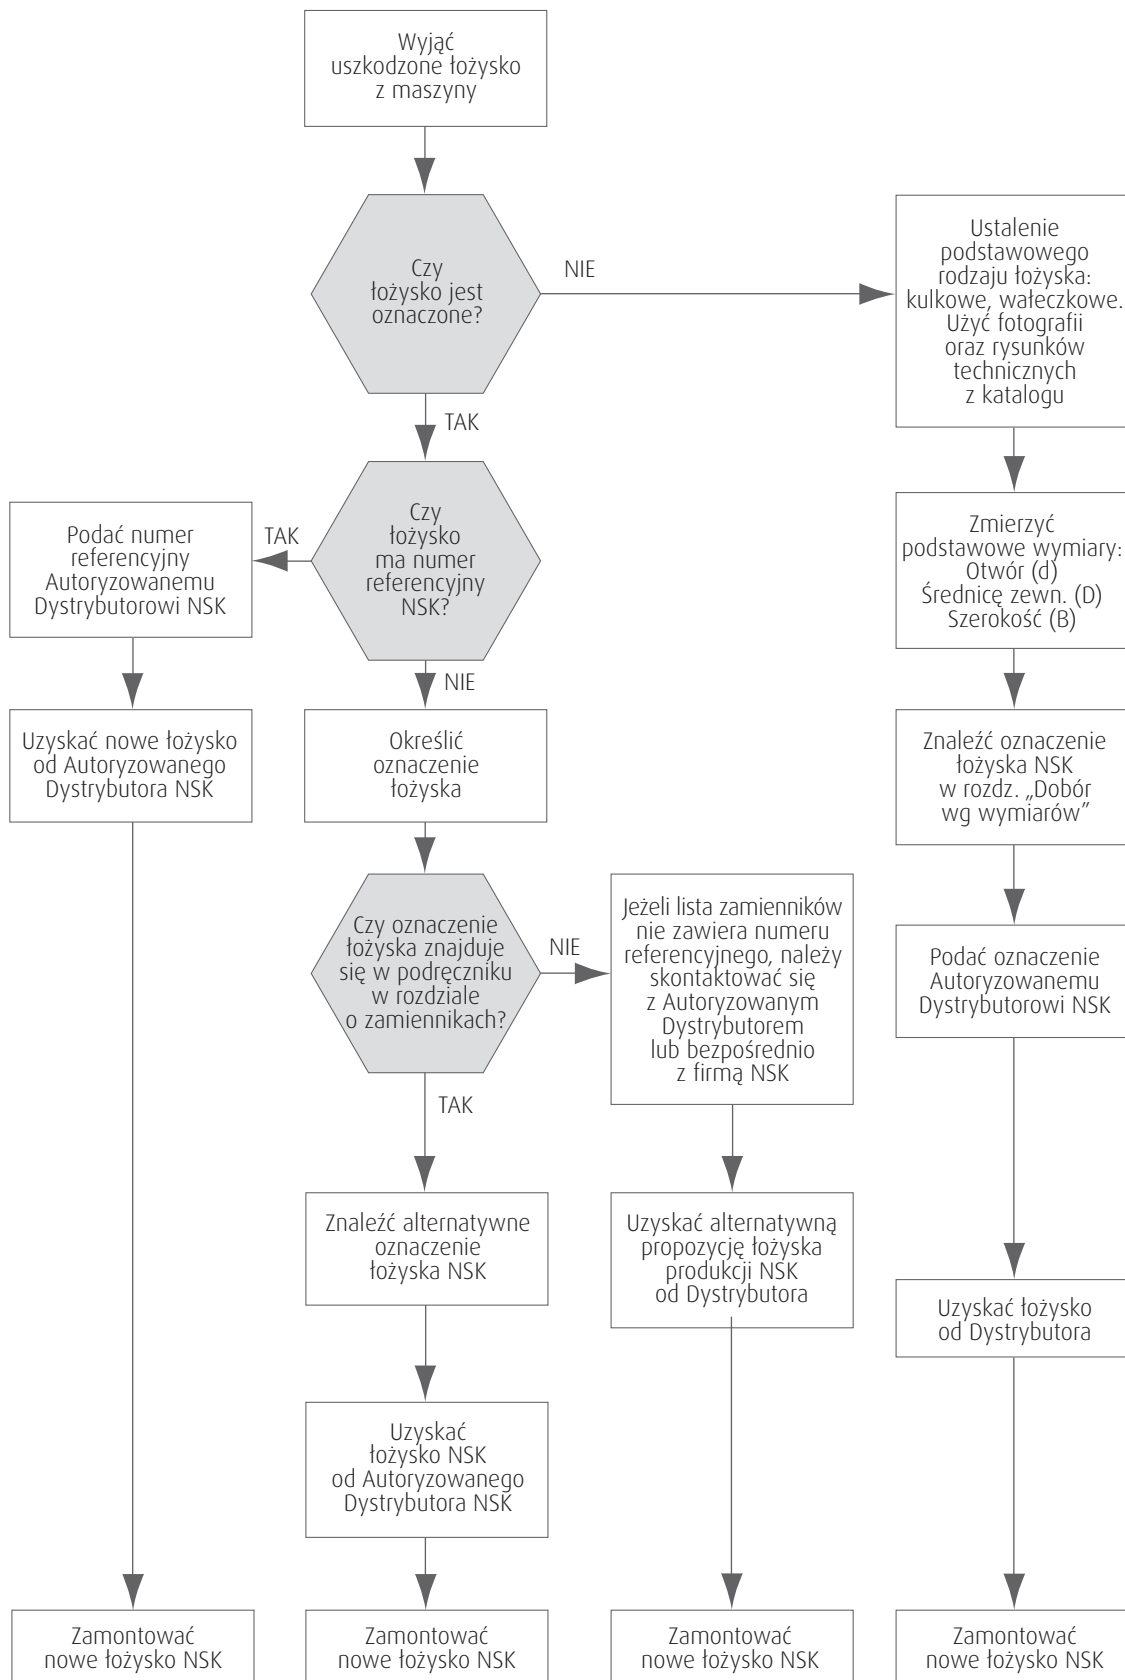 Wyjąć
uszkodzone łożysko
z maszyny
Czy
łożysko jest
oznaczone?
NIE
Ustalenie
podstawowego
rodzaju łożyska:
kulkowe, wałeczkowe.
Użyć fotografii
oraz rysunków
technicznych
z katalogu
TAK
Czy
łożysko
ma numer
referencyjny
NSK?
TAK
Podać numer
referencyjny
Autoryzowanemu
Dystrybutorowi NSK
Zmierzyć
podstawowe wymiary:
Otwór (d)
Średnicę zewn. (D)
Szerokość (B)
NIE
Uzyskać nowe łożysko
od Autoryzowanego
Dystrybutora NSK
Określić
oznaczenie
łożyska
Znaleźć oznaczenie
łożyska NSK
w rozdz. „Dobór
wg wymiarów”
Czy oznaczenie
łożyska znajduje
się w podręczniku
w rozdziale
o zamiennikach?
NIE
Jeżeli lista zamienników
nie zawiera numeru
referencyjnego, należy
skontaktować się
z Autoryzowanym
Dystrybutorem
lub bezpośrednio
z firmą NSK
Podać oznaczenie
Autoryzowanemu
Dystrybutorowi NSK
TAK
Znaleźć alternatywne
oznaczenie
łożyska NSK
Uzyskać alternatywną
propozycję łożyska
produkcji NSK
od Dystrybutora
Uzyskać łożysko
od Dystrybutora
Uzyskać
łożysko NSK
od Autoryzowanego
Dystrybutora NSK
Zamontować
nowe łożysko NSK
Zamontować
nowe łożysko NSK
Zamontować
nowe łożysko NSK
Zamontować
nowe łożysko NSK